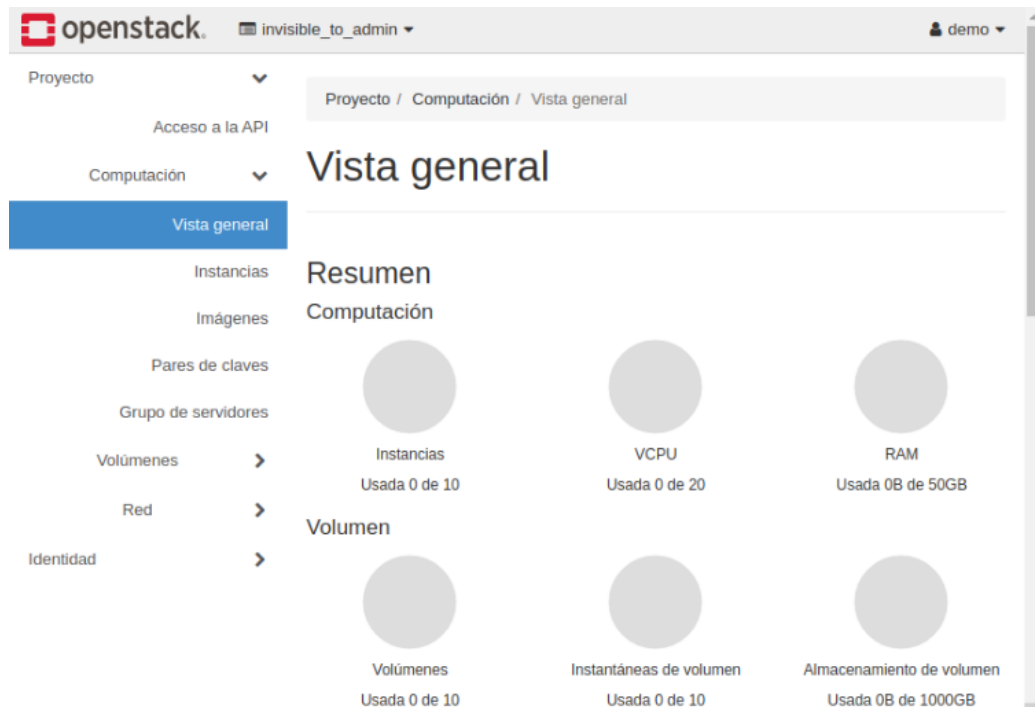 openstack. invisible_to_admin demo
Proyecto
Acceso a la API
Computación
Vista general
Instancias
Imágenes
Pares de claves
Grupo de servidores
Volúmenes
Red
Identidad
Proyecto / Computación / Vista general
Vista general
Resumen
Computación
Instancias VCPU RAM
Usada 0 de 10 Usada 0 de 20 Usada 0B de 50GB
Volumen
Volúmenes Instantáneas de volumen Almacenamiento de volumen
Usada 0 de 10 Usada 0 de 10 Usada 0B de 1000GB